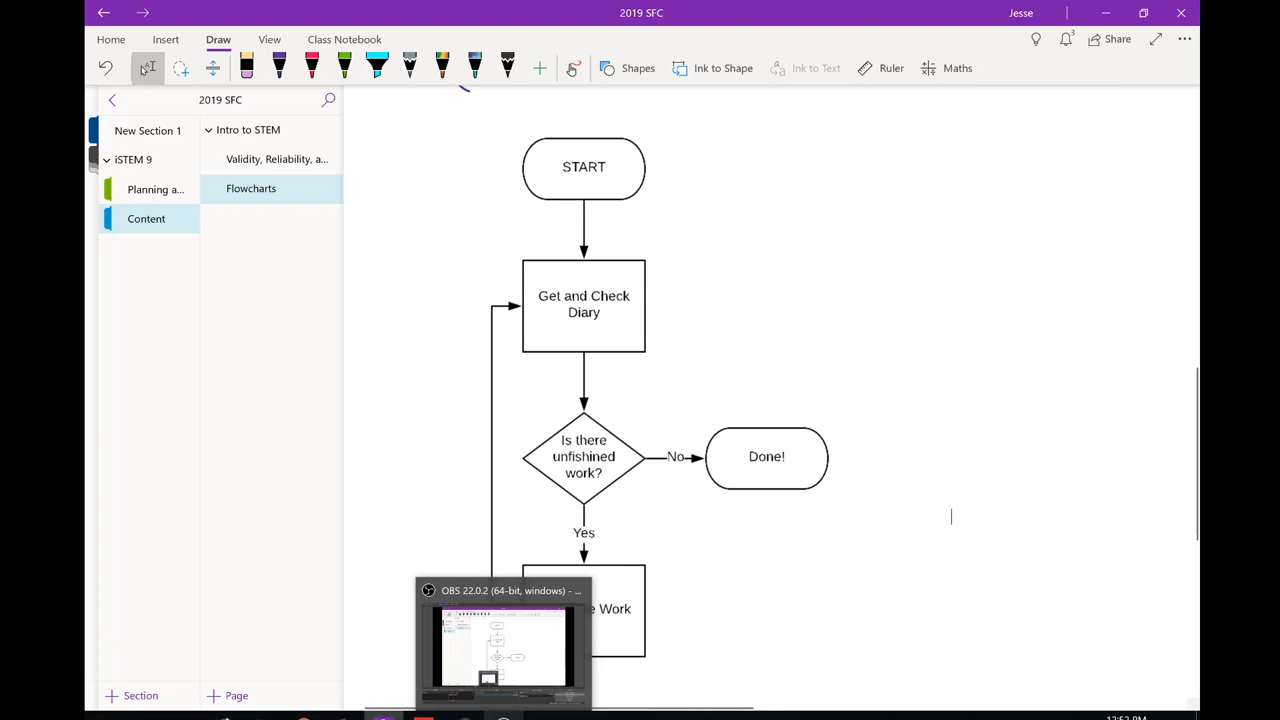 2019 SFC
Jesse
Home
Insert
Draw
View
Class Notebook
3
Share
Shapes
Ink to Shape
Ink to Text
Ruler
Maths
2019 SFC
New Section 1
iSTEM 9
Planning a...
Content
Intro to STEM
Validity, Reliability, a...
Flowcharts
START
Get and Check
Diary
Is there
unfishined
work?
No
Done!
Yes
e Work
OBS 22.0.2 (64-bit, windows) - ...
Section
Page